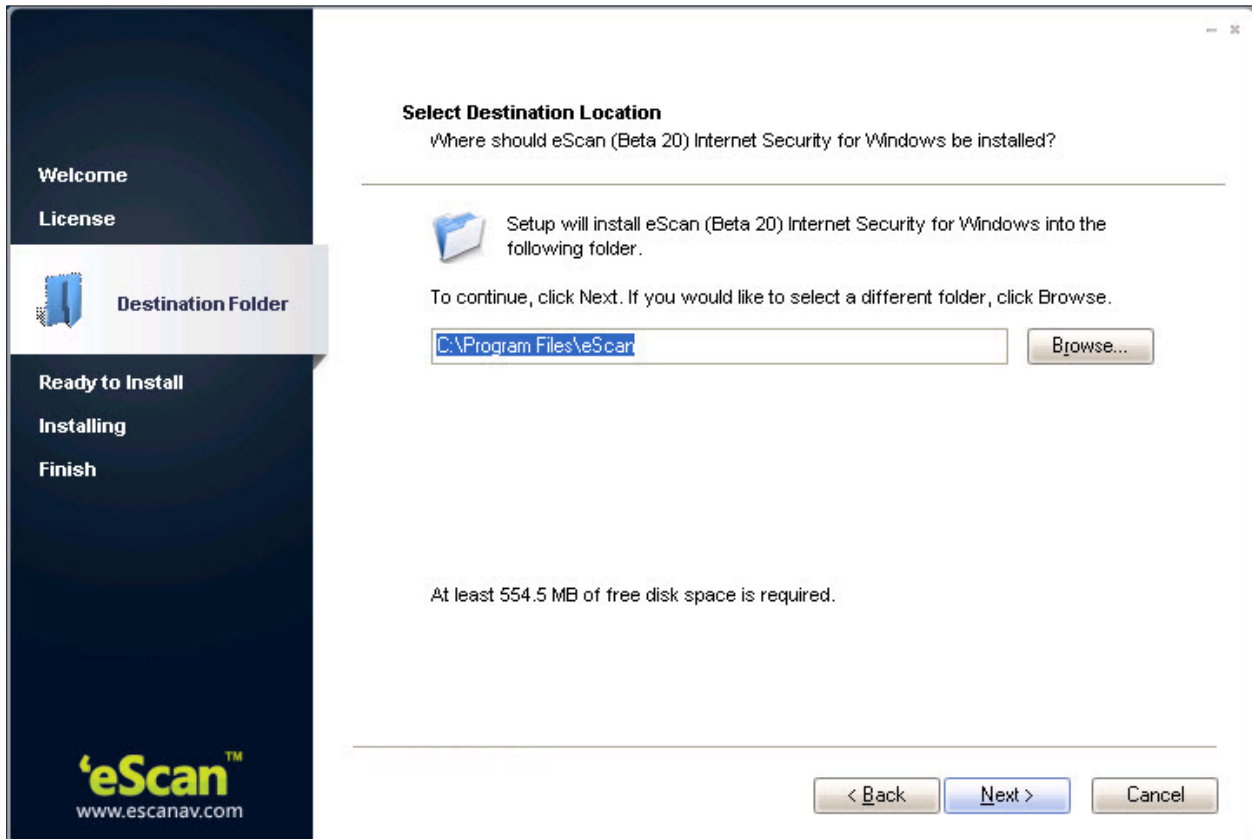 Select Destination Location
Where should eScan (Beta 20) Internet Security for Windows be installed?
Welcome
License
Destination Folder
Ready to Install
Installing
Finish
Setup will install eScan (Beta 20) Internet Security for Windows into the
following folder.
To continue, click Next. If you would like to select a different folder, click Browse.
C:\Program Files\eScan
Browse...
At least 554.5 MB of free disk space is required.
‘eScan™
www.escanav.com
< Back
Next >
Cancel